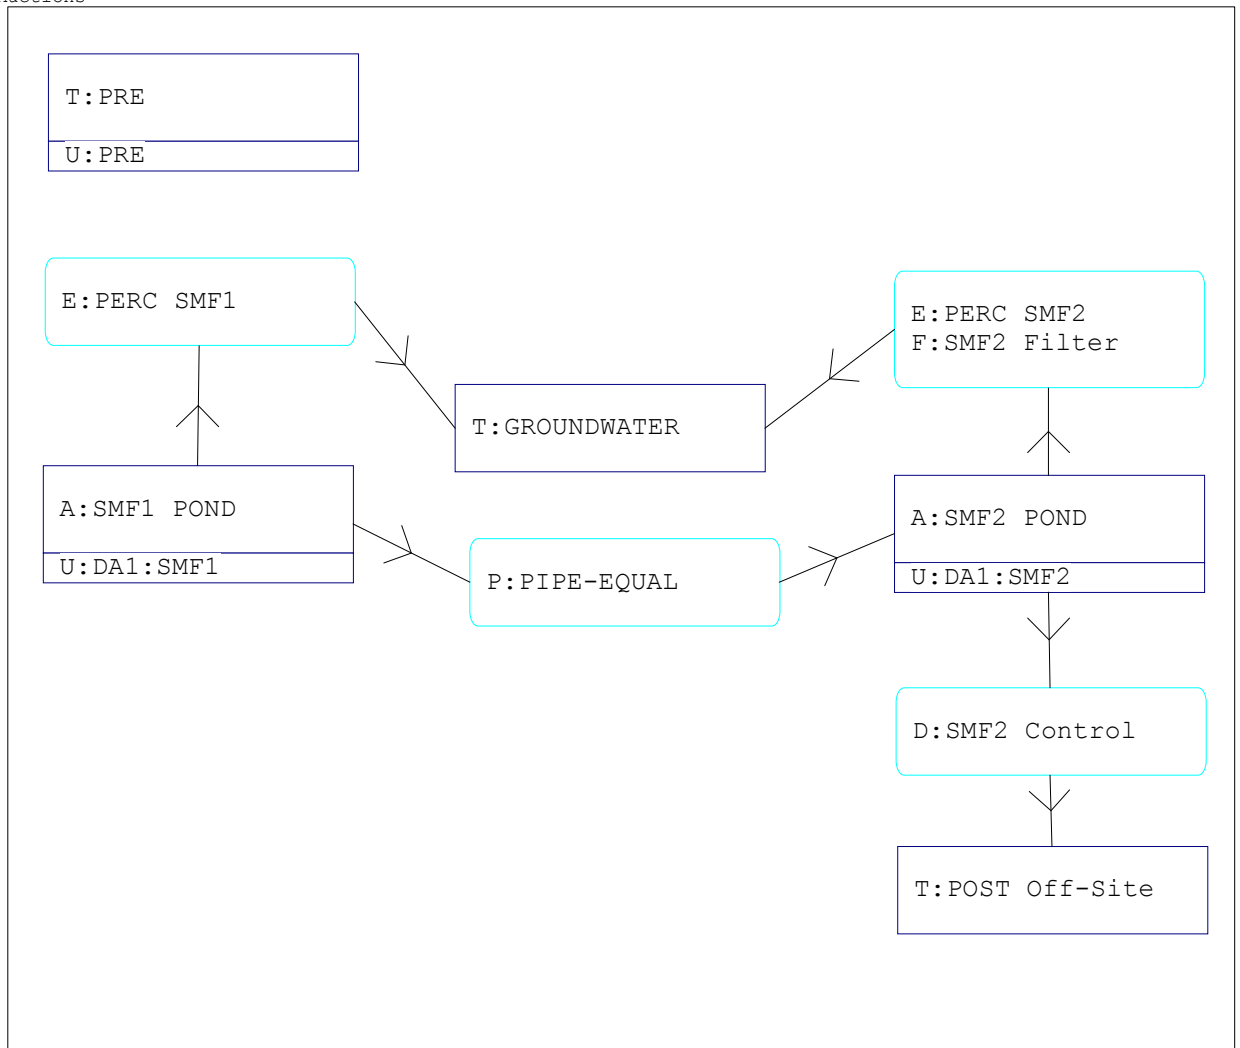 T:PRE
U:PRE
E:PERC SMF1
E:PERC SMF2
F:SMF2 Filter
T:GROUNDWATER
A:SMF1 POND
U:DA1:SMF1
A:SMF2 POND
U:DA1:SMF2
P:PIPE-EQUAL
D:SMF2 Control
T:POST Off-Site